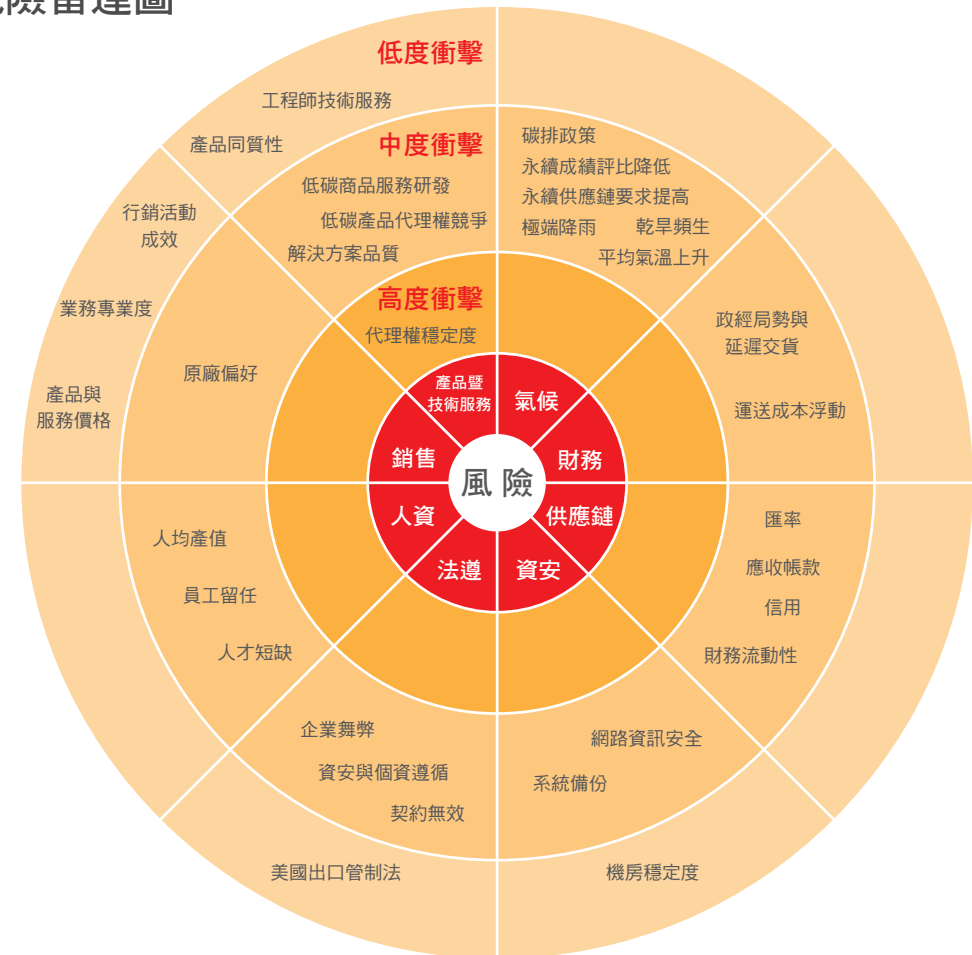 險雷達圖
低度衝擊
工程師技術服務
產品同質性
行銷活動
成效
業務專業度
產品與
服務價格
中度衝擊
低碳商品服務研發
低碳產品代理權競爭
解決方案品質
原廠偏好
高度衝擊
代理權穩定度
碳排政策
永續成績評比降低
永續供應鏈要求提高
極端降雨 乾旱頻生
平均氣溫上升
政經局勢與
延遲交貨
運送成本浮動
產品暨
技術服務
氣候
銷售
財務
風險
人資
供應鏈
法遵
資安
人均產值
員工留任
人才短缺
匯率
應收帳款
信用
財務流動性
企業舞弊
資安與個資遵循
契約無效
網路資訊安全
系統備份
美國出口管制法
機房穩定度